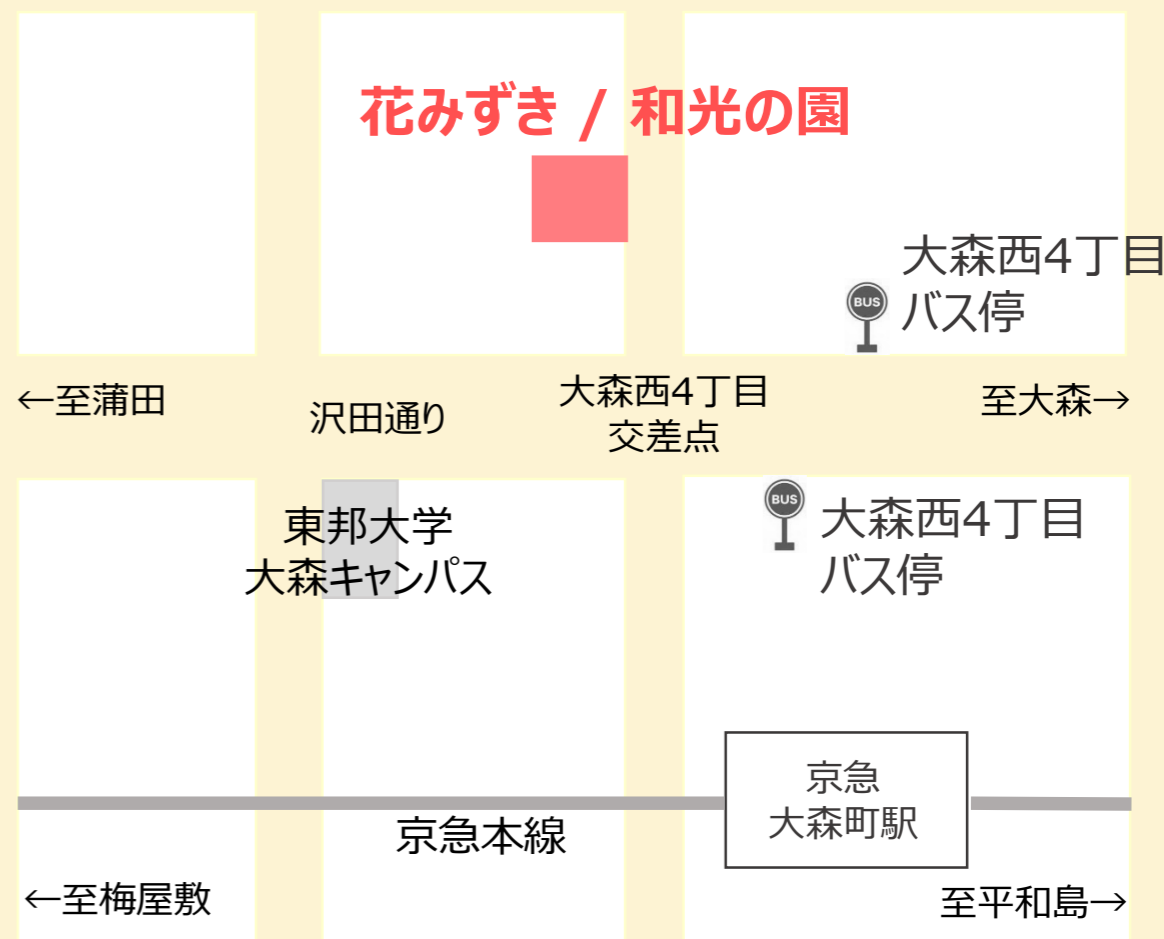 花みずき / 和光の園
大森西4丁目
バス停
BUS
←至蒲田
沢田通り
大森西4丁目
交差点
至大森→
東邦大学
大森キャンパス
BUS
大森西4丁目
バス停
京急
大森町駅
京急本線
←至梅屋敷
至平和島→